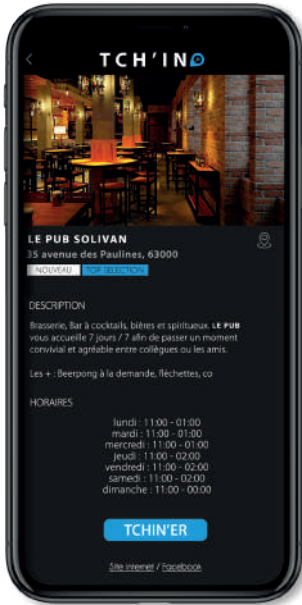 TCH'IN
LE PUB SOLIVAN
35 avenue des Paulines, 63000
NOUVEAU TOP SELECTION
DESCRIPTION
Brasserie, Bar à cocktails, bières et spiritueux. LE PUB
vous accueille 7 jours / 7 afin de passer un moment
convivial et agréable entre collègues ou les amis.
Les + : Beerpong à la demande, fléchettes, co
HORAIRES
lundi : 11:00 - 01:00
mardi : 11:00 - 01:00
mercredi : 11:00 - 01:00
jeudi : 11:00 - 02:00
vendredi : 11:00 - 02:00
samedi : 11:00 - 02:00
dimanche : 11:00 - 00:00
TCHIN'ER
Site Internet / Facebook